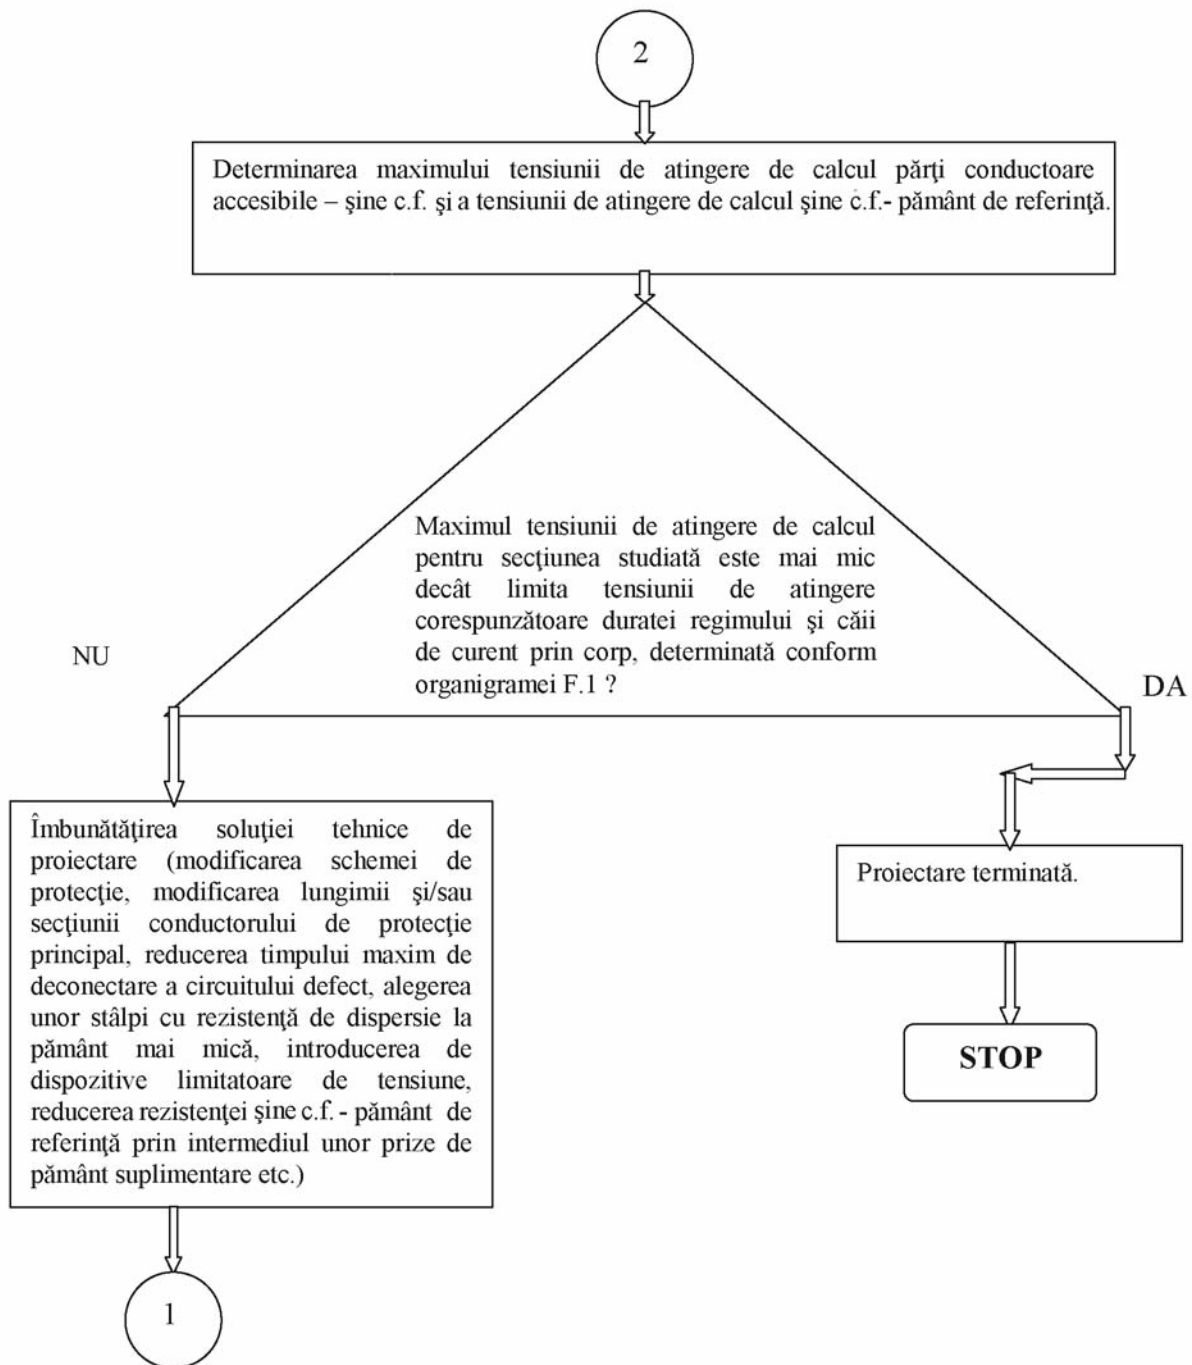 2
Determinarea maximului tensiunii de atingere de calcul părţi conductoare
accesibile – şine c.f. şi a tensiunii de atingere de calcul şine c.f.- pământ de referinţă.
Maximul tensiunii de atingere de calcul
pentru secţiunea studiată este mai mic
decât limita tensiunii de atingere
corespunzătoare duratei regimului şi căii
de curent prin corp, determinată conform
organigramei F.1 ?
NU
DA
Îmbunătăţirea soluţiei tehnice de
proiectare (modificarea schemei de
protecţie, modificarea lungimii şi/sau
secţiunii conductorului de protecţie
principal, reducerea timpului maxim de
deconectare a circuitului defect, alegerea
unor stâlpi cu rezistenţă de dispersie la
pământ mai mică, introducerea de
dispozitive limitatoare de tensiune,
reducerea rezistenţei şine c.f. - pământ de
referinţă prin intermediul unor prize de
pământ suplimentare etc.)
Proiectare terminată.
STOP
1